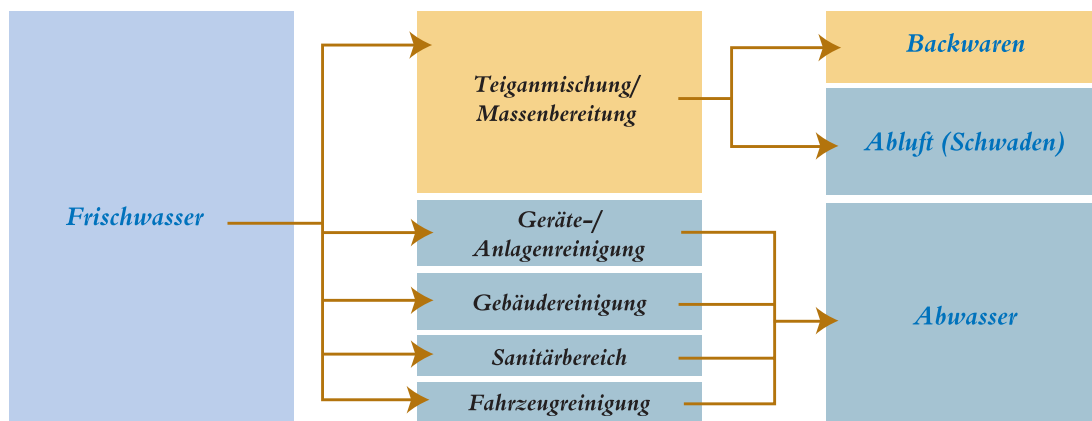 Frischwasser
Teiganmischung/
Massenbereitung
Geräte-/
Anlagenreinigung
Gebäudereinigung
Sanitärbereich
Fahrzeugreinigung
Backwaren
Abluft (Schwaden)
Abwasser